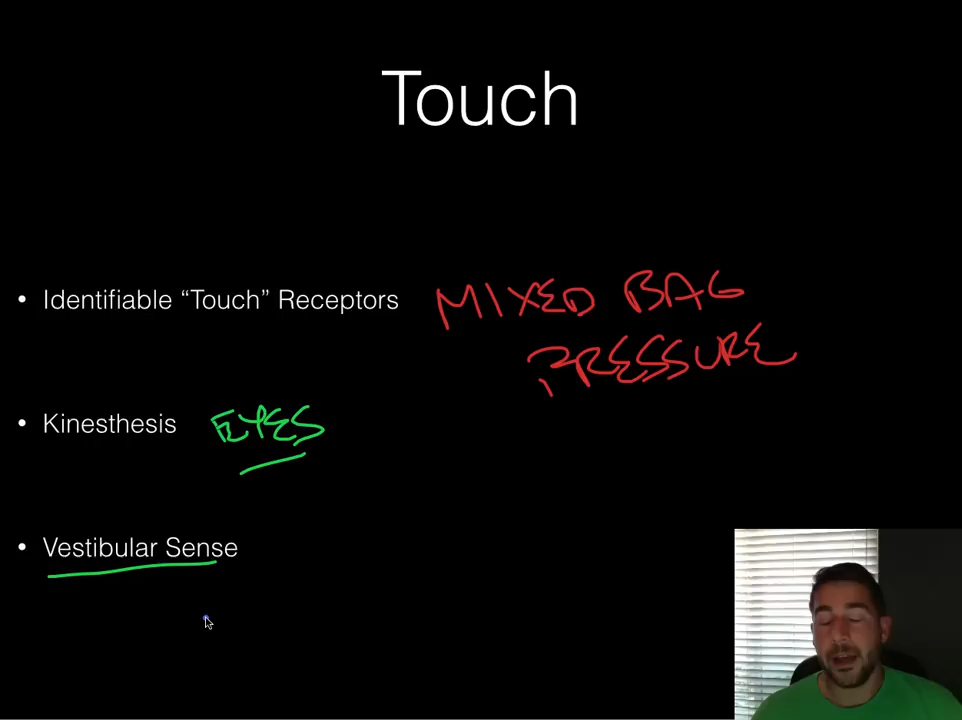 Touch
• Identifiable “Touch” Receptors MIXED BAG
PRESSURE
• Kinesthesis EYES
• Vestibular Sense